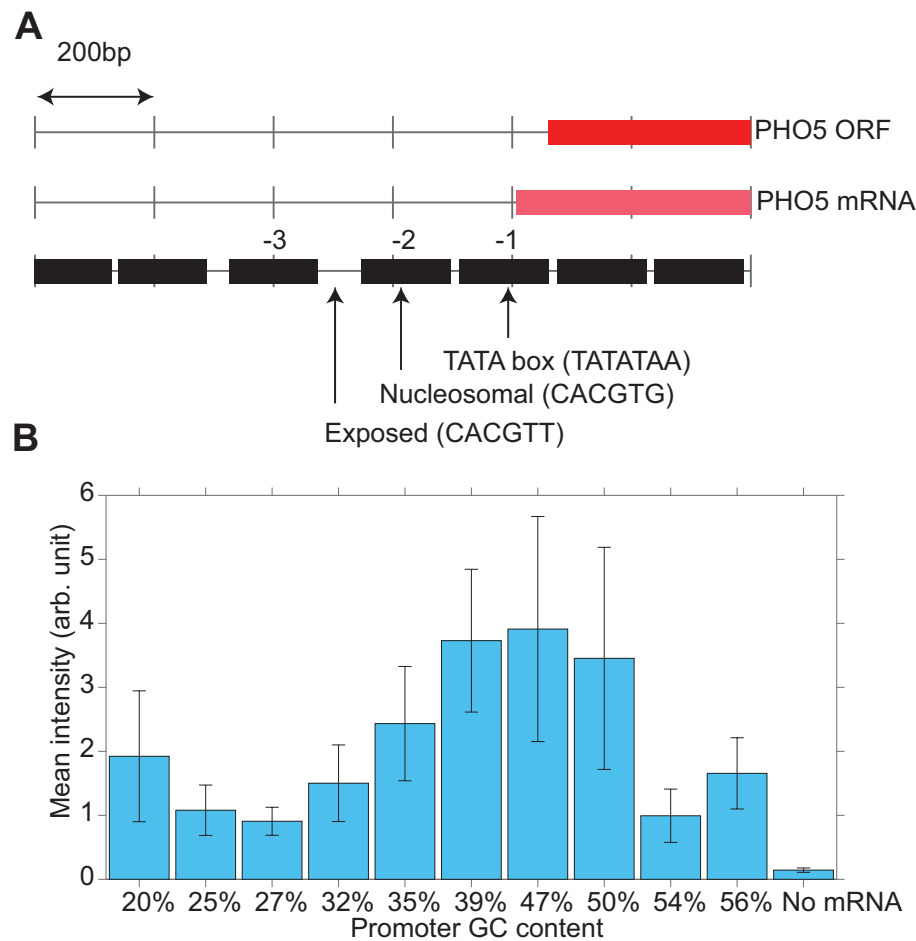 A
200bp
PHO5 ORF
PHO5 mRNA
-3 -2 -1
TATA box (TATATAA)
Nucleosomal (CACGTG)
Exposed (CACGTT)
B
Mean intensity (arb. unit)
6
5
4
3
2
1
0
20% 25% 27% 32% 35% 39% 47% 50% 54% 56% No mRNA
Promoter GC content